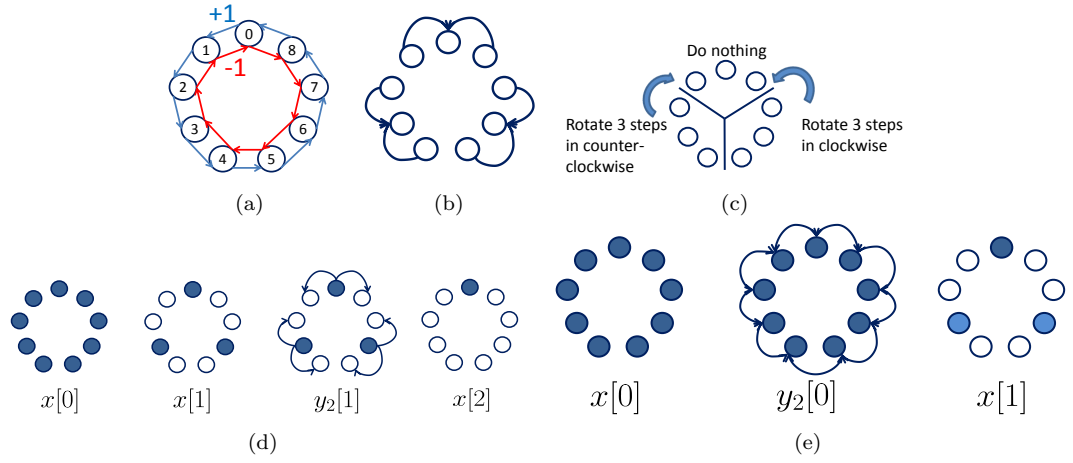 +1
0
1
8
-1
2
7
3
6
4
5
(a)
(b)
Do nothing
Rotate 3 steps
in counter-
clockwise
Rotate 3 steps
in clockwise
(c)
x[0]
x[1]
y₂[1]
x[2]
(d)
x[0]
y₂[0]
x[1]
(e)